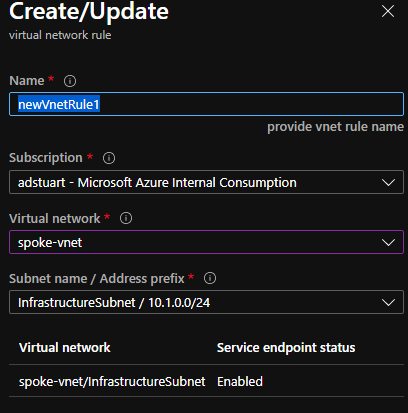 Create/Update
virtual network rule
Name *
newVnetRule1
provide vnet rule name
Subscription *
adstuart - Microsoft Azure Internal Consumption
Virtual network *
spoke-vnet
Subnet name / Address prefix *
InfrastructureSubnet / 10.1.0.0/24
Virtual network Service endpoint status
spoke-vnet/InfrastructureSubnet Enabled